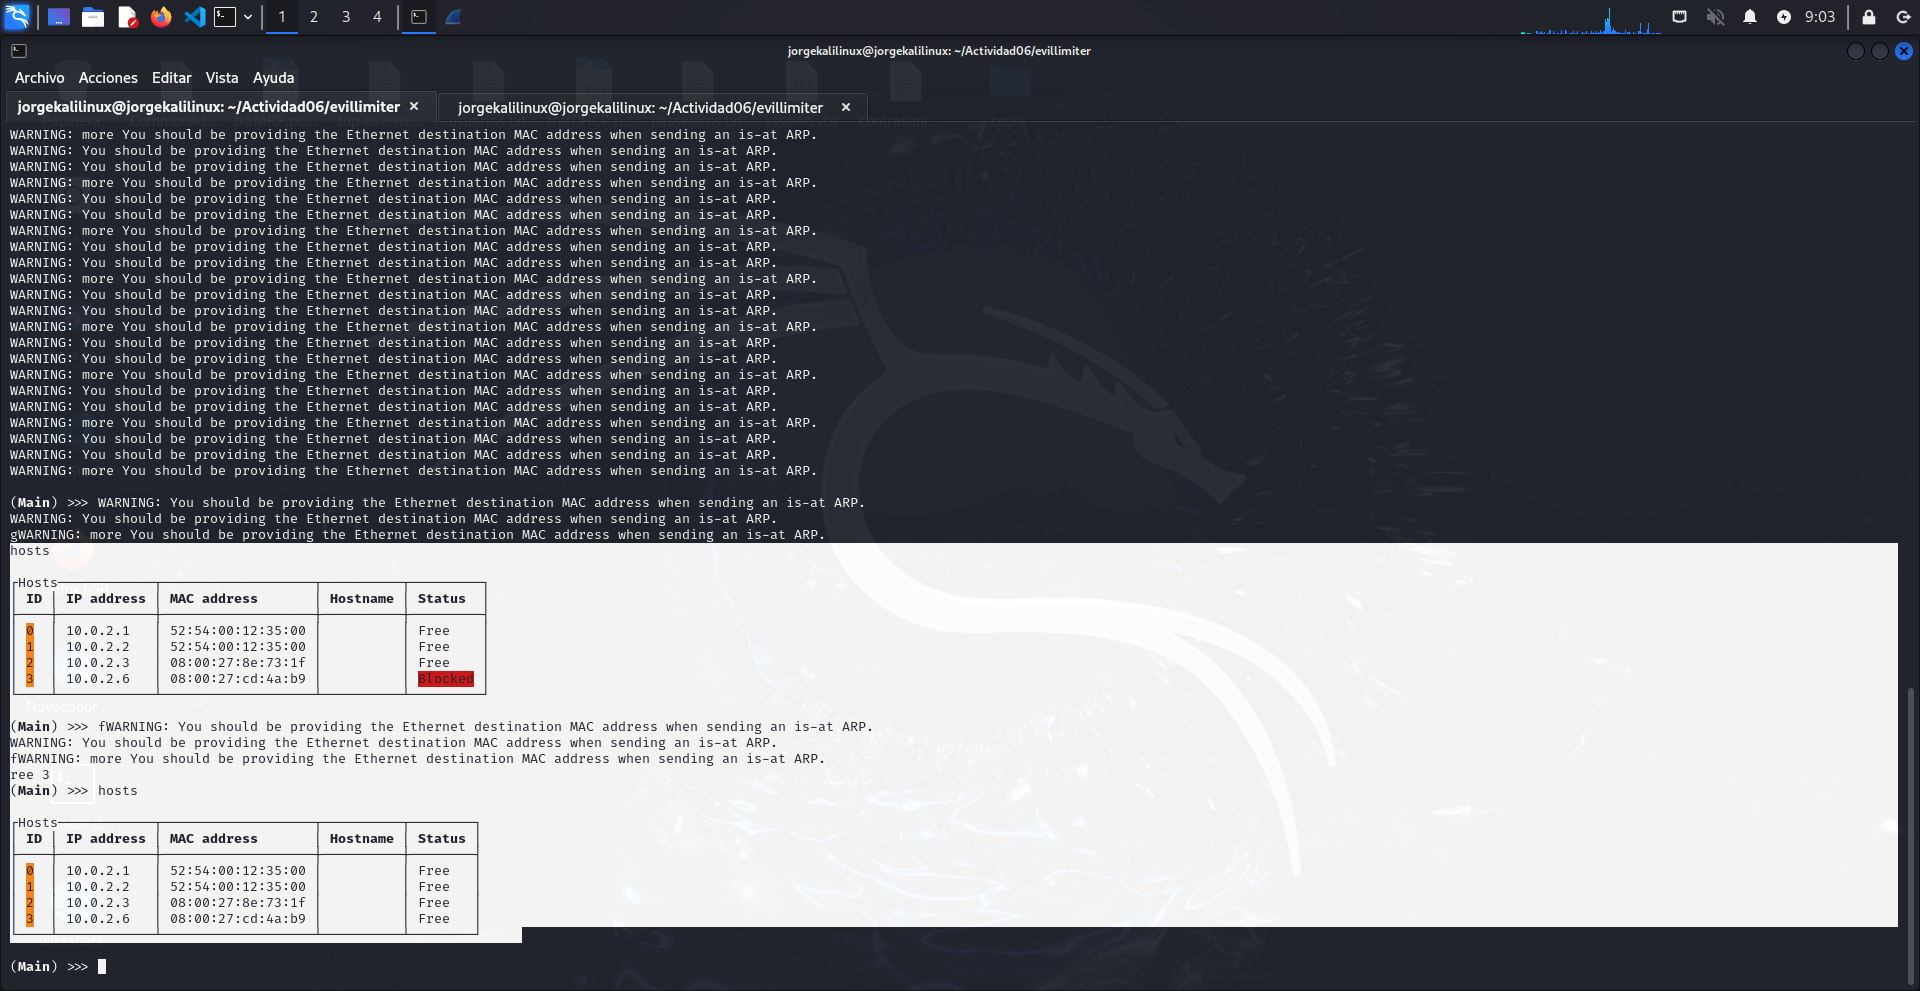 1 2 3 4 9:03
jorgekalilinux@jorgekalilinux: ~/Actividad06/evillimiter
Archivo Acciones Editar Vista Ayuda
jorgekalilinux@jorgekalilinux: ~/Actividad06/evillimiter × jorgekalilinux@jorgekalilinux: ~/Actividad06/evillimiter ×
WARNING: more You should be providing the Ethernet destination MAC address when sending an is-at ARP.
WARNING: You should be providing the Ethernet destination MAC address when sending an is-at ARP.
WARNING: You should be providing the Ethernet destination MAC address when sending an is-at ARP.
WARNING: more You should be providing the Ethernet destination MAC address when sending an is-at ARP.
WARNING: You should be providing the Ethernet destination MAC address when sending an is-at ARP.
WARNING: You should be providing the Ethernet destination MAC address when sending an is-at ARP.
WARNING: more You should be providing the Ethernet destination MAC address when sending an is-at ARP.
WARNING: You should be providing the Ethernet destination MAC address when sending an is-at ARP.
WARNING: You should be providing the Ethernet destination MAC address when sending an is-at ARP.
WARNING: more You should be providing the Ethernet destination MAC address when sending an is-at ARP.
WARNING: You should be providing the Ethernet destination MAC address when sending an is-at ARP.
WARNING: You should be providing the Ethernet destination MAC address when sending an is-at ARP.
WARNING: more You should be providing the Ethernet destination MAC address when sending an is-at ARP.
WARNING: You should be providing the Ethernet destination MAC address when sending an is-at ARP.
WARNING: You should be providing the Ethernet destination MAC address when sending an is-at ARP.
WARNING: more You should be providing the Ethernet destination MAC address when sending an is-at ARP.
WARNING: You should be providing the Ethernet destination MAC address when sending an is-at ARP.
WARNING: You should be providing the Ethernet destination MAC address when sending an is-at ARP.
WARNING: more You should be providing the Ethernet destination MAC address when sending an is-at ARP.
WARNING: You should be providing the Ethernet destination MAC address when sending an is-at ARP.
WARNING: You should be providing the Ethernet destination MAC address when sending an is-at ARP.
WARNING: more You should be providing the Ethernet destination MAC address when sending an is-at ARP.
(Main) >>> WARNING: You should be providing the Ethernet destination MAC address when sending an is-at ARP.
WARNING: You should be providing the Ethernet destination MAC address when sending an is-at ARP.
gWARNING: more You should be providing the Ethernet destination MAC address when sending an is-at ARP.
hosts
Hosts
ID IP address MAC address Hostname Status
0 10.0.2.1 52:54:00:12:35:00 Free
1 10.0.2.2 52:54:00:12:35:00 Free
2 10.0.2.3 08:00:27:8e:73:1f Free
3 10.0.2.6 08:00:27:cd:4a:b9 Blocked
Navegador ...
(Main) >>> fWARNING: You should be providing the Ethernet destination MAC address when sending an is-at ARP.
WARNING: You should be providing the Ethernet destination MAC address when sending an is-at ARP.
fWARNING: more You should be providing the Ethernet destination MAC address when sending an is-at ARP.
ree 3
(Main) >>> hosts
Hosts
ID IP address MAC address Hostname Status
0 10.0.2.1 52:54:00:12:35:00 Free
1 10.0.2.2 52:54:00:12:35:00 Free
2 10.0.2.3 08:00:27:8e:73:1f Free
3 10.0.2.6 08:00:27:cd:4a:b9 Free
(Main) >>>